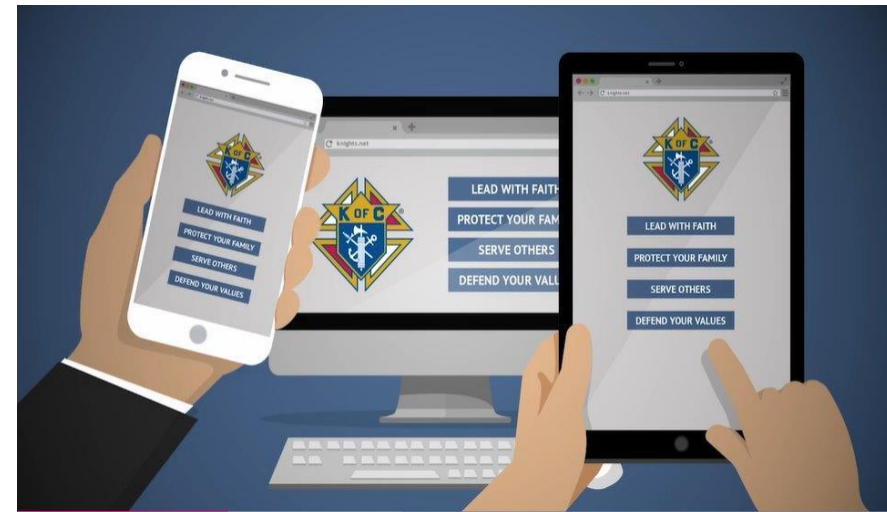 K OF C
LEAD WITH FAITH
PROTECT YOUR FAMILY
SERVE OTHERS
DEFEND YOUR VALUES
knights.net
K OF C
LEAD WITH FAITH
PROTECT YOUR FAM
SERVE OTHERS
DEFEND YOUR VALU
knights.net
K OF C
LEAD WITH FAITH
PROTECT YOUR FAMILY
SERVE OTHERS
DEFEND YOUR VALUES